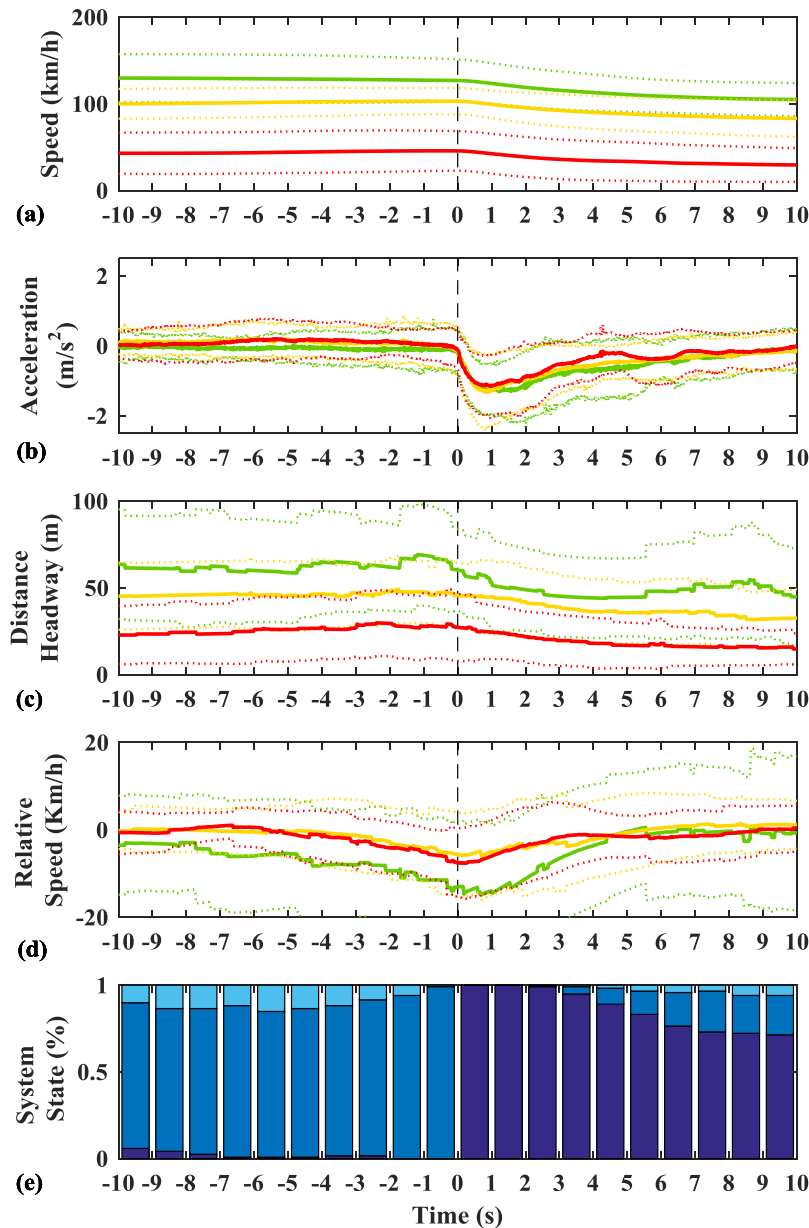 200
100
0
Speed (km/h)
-10 -9 -8 -7 -6 -5 -4 -3 -2 -1 0 1 2 3 4 5 6 7 8 9 10
(a)
2
0
-2
Acceleration
(m/s²)
-10 -9 -8 -7 -6 -5 -4 -3 -2 -1 0 1 2 3 4 5 6 7 8 9 10
(b)
100
50
0
Distance
Headway (m)
-10 -9 -8 -7 -6 -5 -4 -3 -2 -1 0 1 2 3 4 5 6 7 8 9 10
(c)
20
0
-20
Relative
Speed (Km/h)
-10 -9 -8 -7 -6 -5 -4 -3 -2 -1 0 1 2 3 4 5 6 7 8 9 10
(d)
1
0.5
0
System
State (%)
-10 -9 -8 -7 -6 -5 -4 -3 -2 -1 0 1 2 3 4 5 6 7 8 9 10
(e)
Time (s)